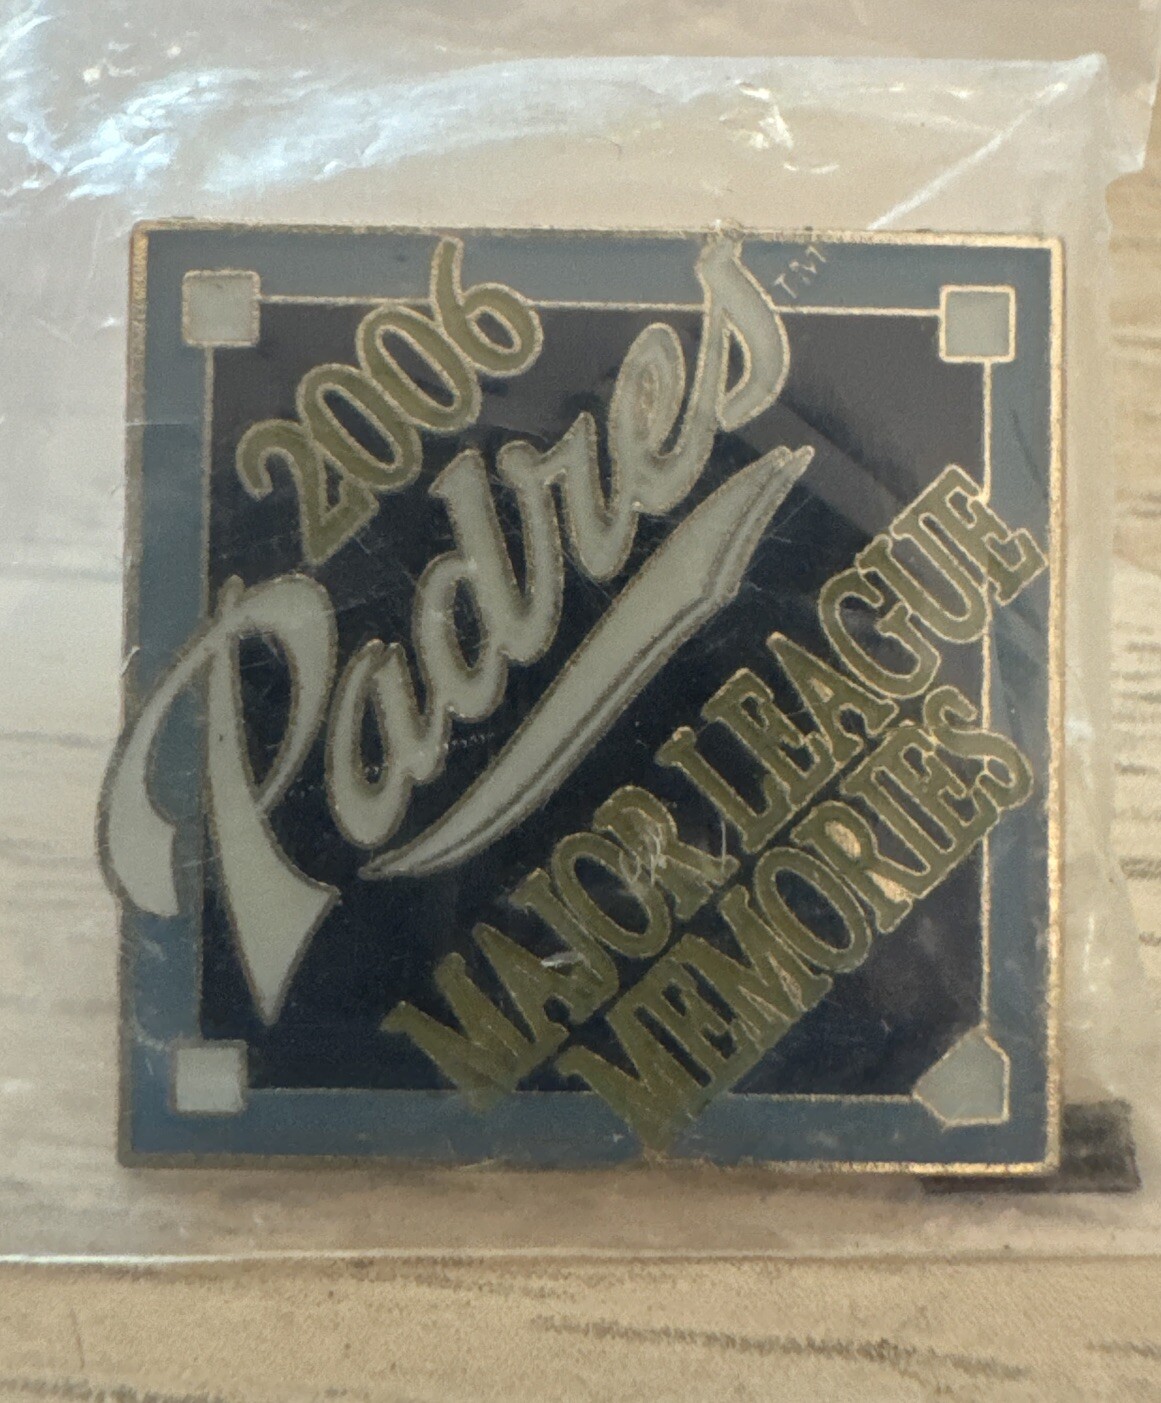 2006
Padres
TM
MAJOR LEAGUE
MEMORIES